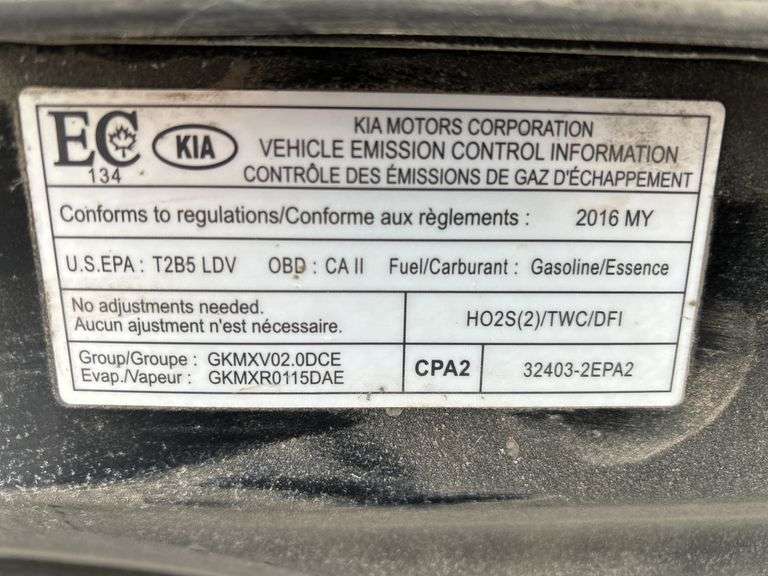 EC
134
KIA
KIA MOTORS CORPORATION
VEHICLE EMISSION CONTROL INFORMATION
CONTRÔLE DES ÉMISSIONS DE GAZ D'ÉCHAPPEMENT
Conforms to regulations/Conforme aux règlements : 2016 MY
U.S.EPA : T2B5 LDV OBD : CA II Fuel/Carburant : Gasoline/Essence
No adjustments needed.
Aucun ajustment n'est nécessaire.
HO2S(2)/TWC/DFI
Group/Groupe : GKMXV02.0DCE
Evap./Vapeur : GKMXR0115DAE
CPA2
32403-2EPA2